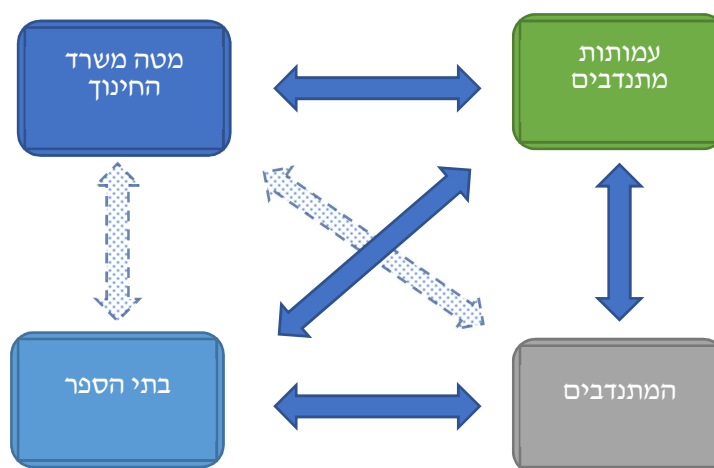 מטה משרד
החינוך
עמותות
מתנדבים
בתי הספר
המתנדבים